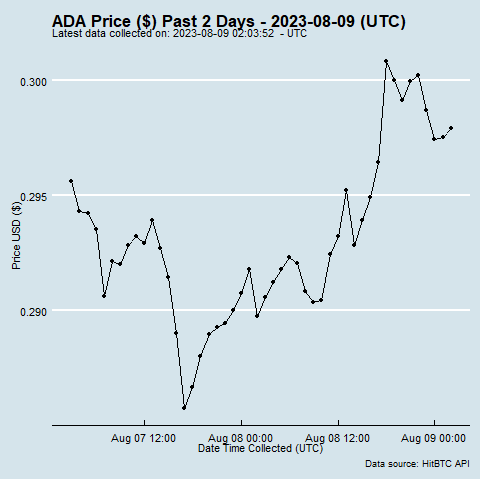 ADA Price ($) Past 2 Days - 2023-08-09 (UTC)
Latest data collected on: 2023-08-09 02:03:52 - UTC
0.300
0.295
0.290
Price USD ($)
Aug 07 12:00 Aug 08 00:00 Aug 08 12:00 Aug 09 00:00
Date Time Collected (UTC)
Data source: HitBTC API